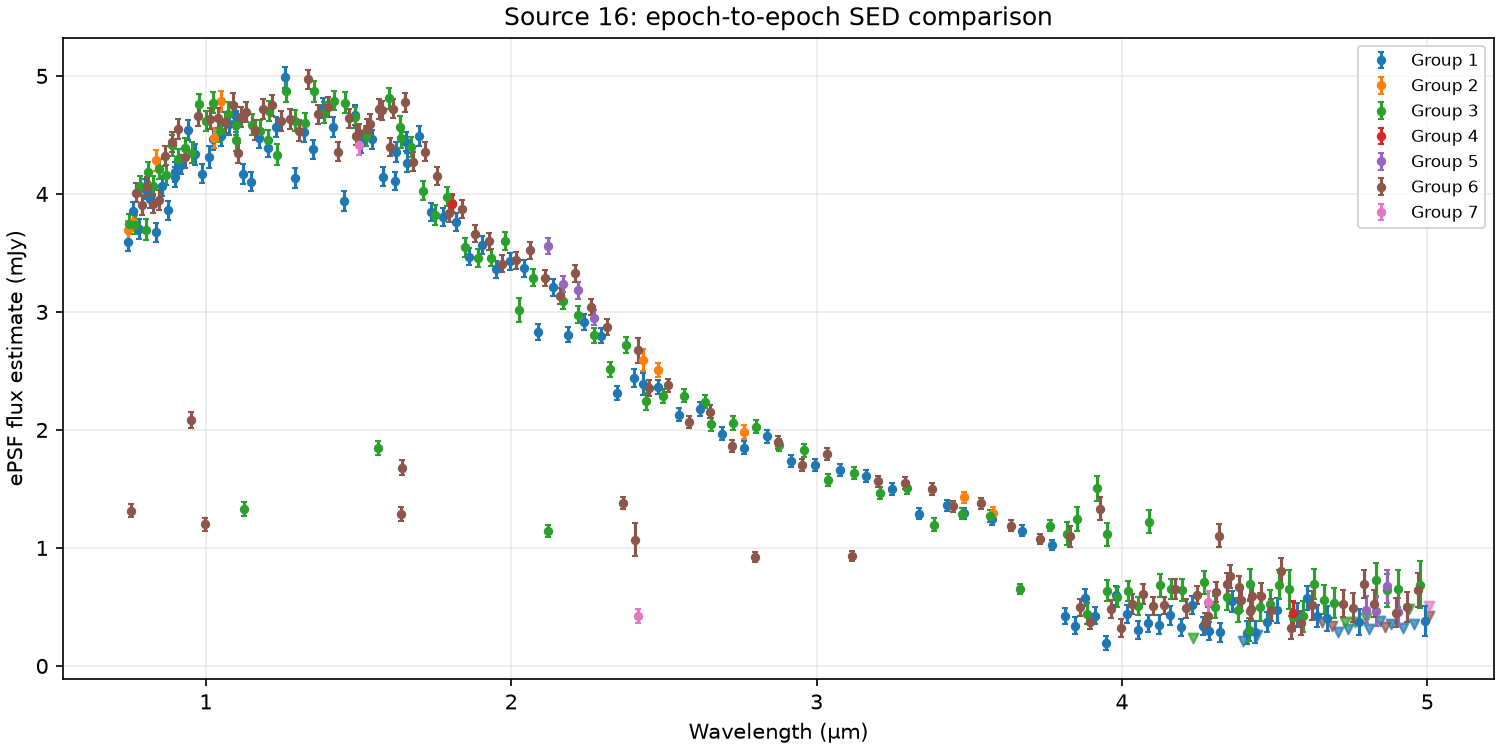 Source 16: epoch-to-epoch SED comparison
ePSF flux estimate (mJy)
5
4
3
2
1
0
1 2 3 4 5
Wavelength (μm)
Group 1
Group 2
Group 3
Group 4
Group 5
Group 6
Group 7